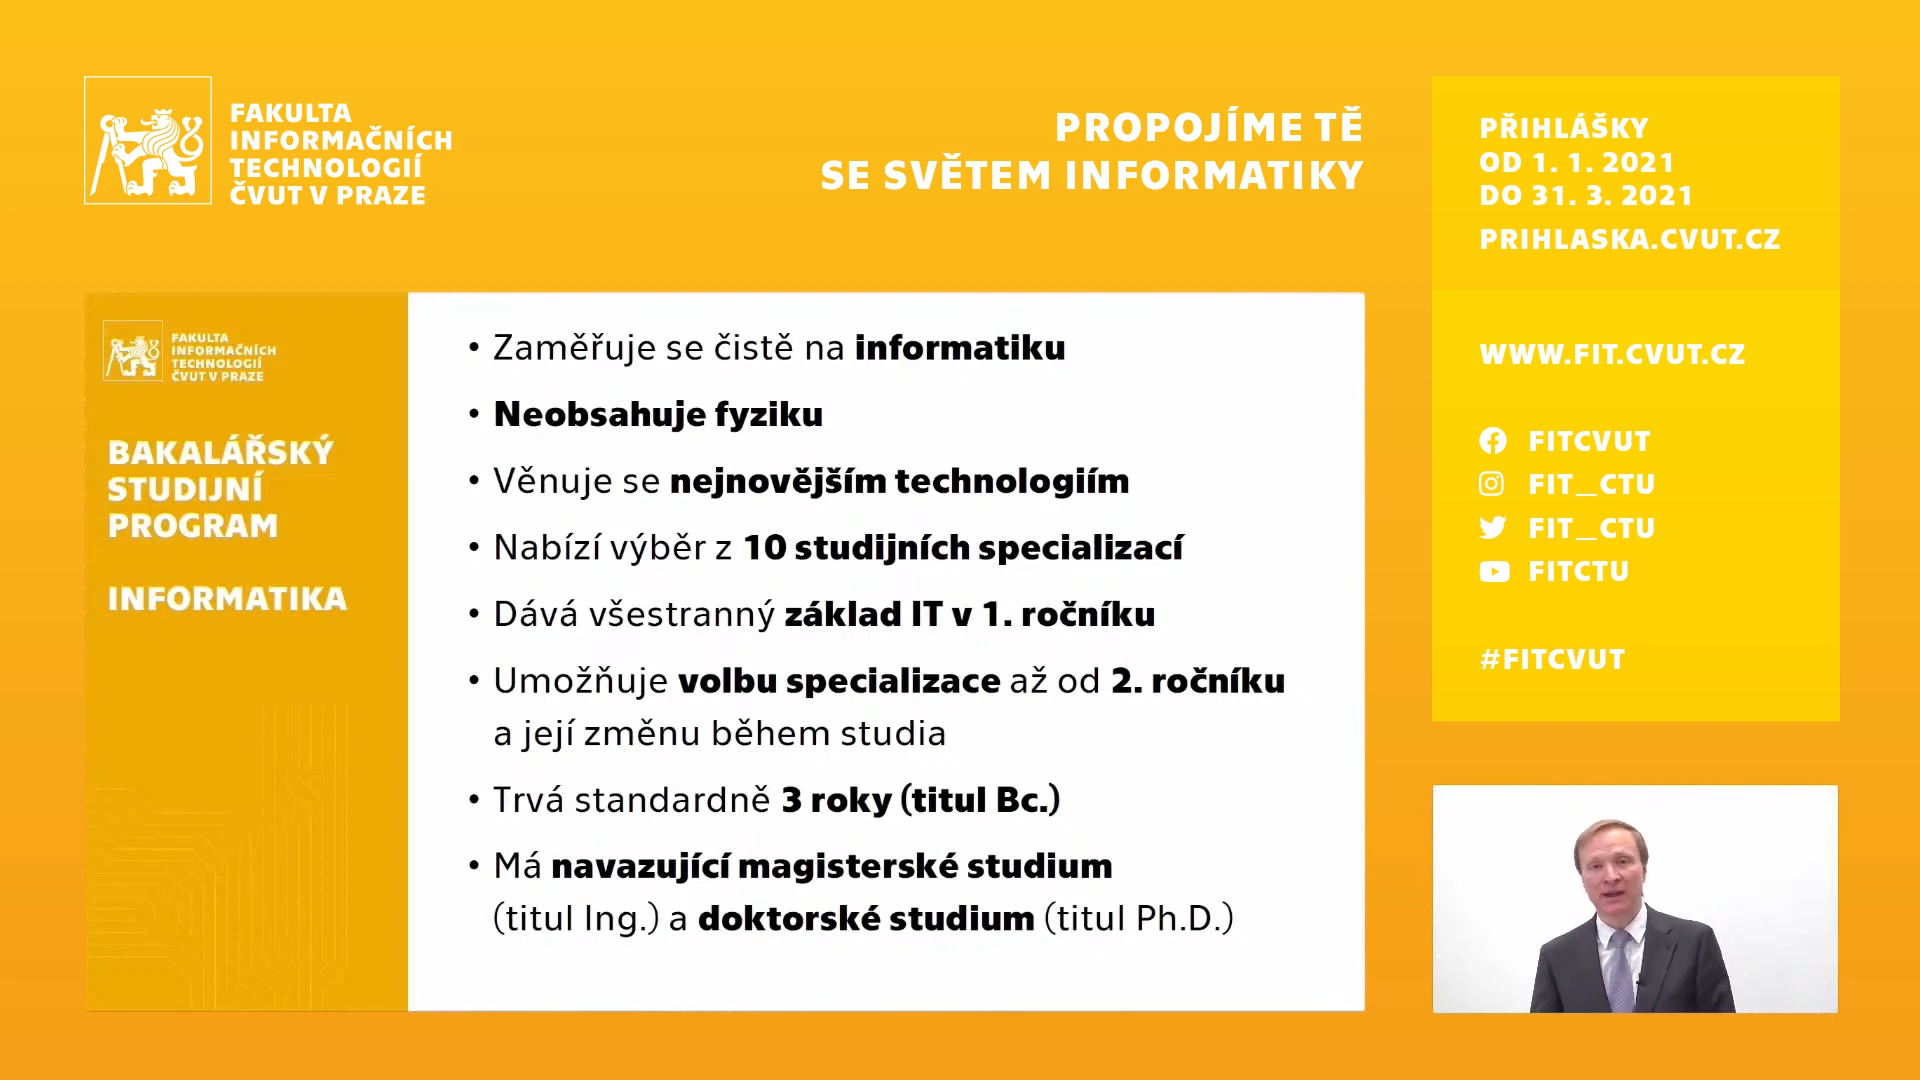 FAKULTA
INFORMAČNÍCH
TECHNOLOGIÍ
ČVUT V PRAZE
PROPOJÍME TĚ
SE SVĚTEM INFORMATIKY
PŘIHLÁŠKY
OD 1. 1. 2021
DO 31. 3. 2021
PRIHLASKA.CVUT.CZ
WWW.FIT.CVUT.CZ
FITCVUT
FIT_CTU
FIT_CTU
FITCTU
#FITCVUT
FAKULTA
INFORMAČNÍCH
TECHNOLOGIÍ
ČVUT V PRAZE
BAKALÁŘSKÝ
STUDIJNÍ
PROGRAM
INFORMATIKA
• Zaměřuje se čistě na informatiku
• Neobsahuje fyziku
• Věnuje se nejnovějším technologiím
• Nabízí výběr z 10 studijních specializací
• Dává všestranný základ IT v 1. ročníku
• Umožňuje volbu specializace až od 2. ročníku
a její změnu během studia
• Trvá standardně 3 roky (titul Bc.)
• Má navazující magisterské studium
(titul Ing.) a doktorské studium (titul Ph.D.)